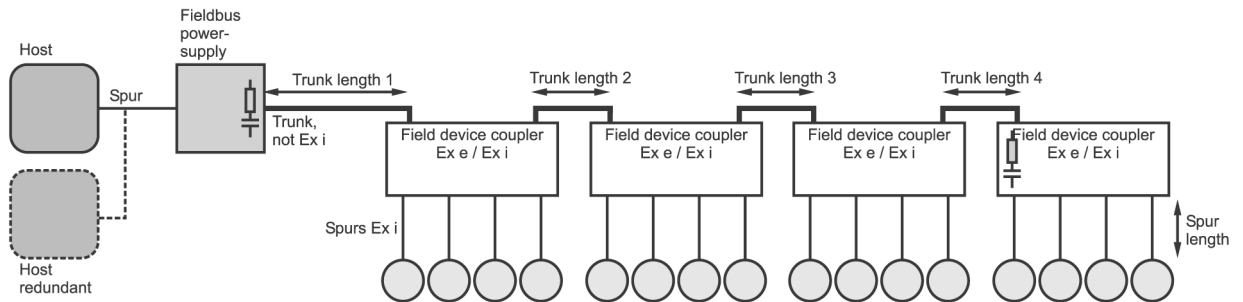 Host
Fieldbus
power-
supply
Spur
Trunk length 1
Trunk length 2
Trunk length 3
Trunk length 4
Trunk,
not Ex i
Field device coupler
Ex e / Ex i
Field device coupler
Ex e / Ex i
Field device coupler
Ex e / Ex i
Field device coupler
Ex e / Ex i
Spurs Ex i
Spur
length
Host
redundant